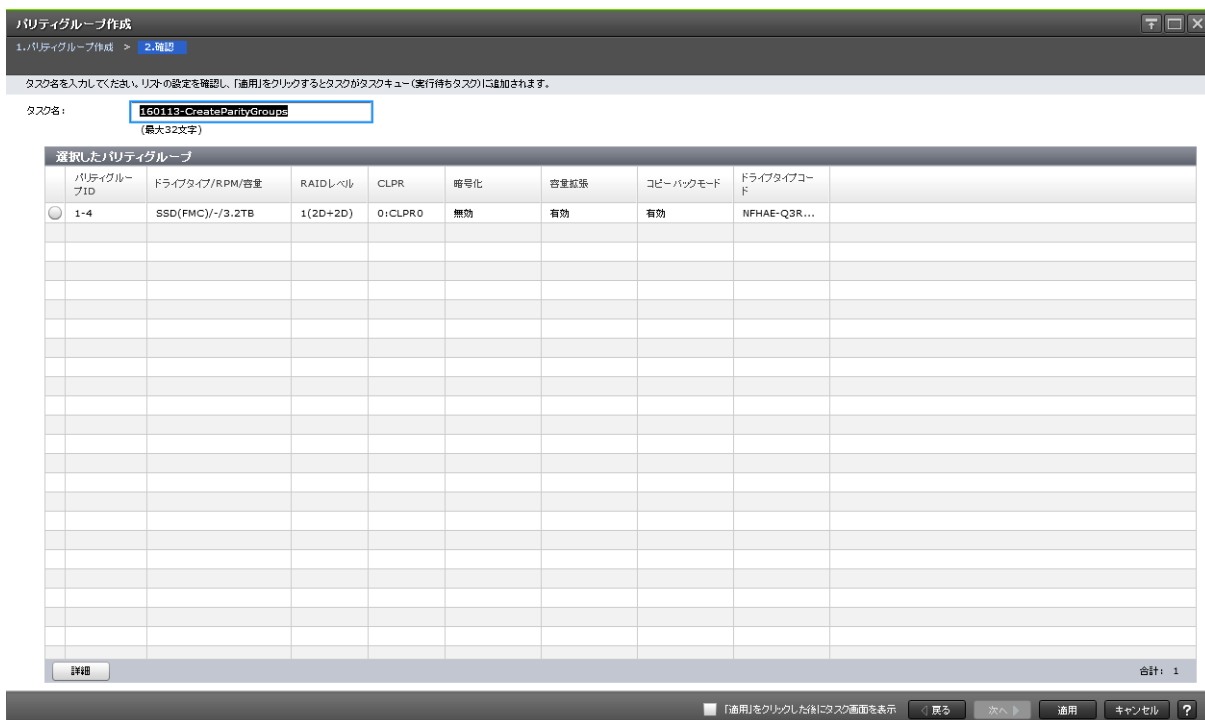 パリティグループ作成
1.パリティグループ作成 > 2.確認
タスク名を入力してください。リストの設定を確認し、「適用」をクリックするとタスクがタスクキュー(実行待ちタスク)に追加されます。
タスク名: 160113-CreateParityGroups
(最大32文字)
選択したパリティグループ
パリティグループID ドライブタイプ/RPM/容量 RAIDレベル CLPR 暗号化 容量拡張 コピーバックモード ドライブタイプコード
1-4 SSD(FMC)/-/3.2TB 1(2D+2D) 0:CLPR0 無効 有効 有効 NFHAE-Q3R...
詳細 合計: 1
「適用」をクリックした後にタスク画面を表示 戻る 次へ 適用 キャンセル ?